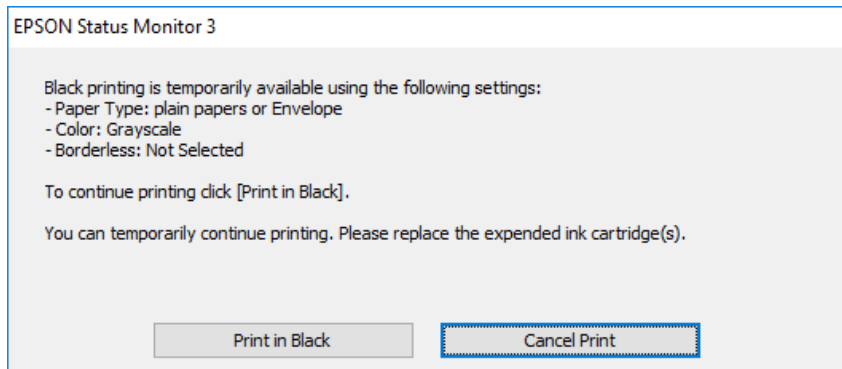 EPSON Status Monitor 3
Black printing is temporarily available using the following settings:
- Paper Type: plain papers or Envelope
- Color: Grayscale
- Borderless: Not Selected
To continue printing click [Print in Black].
You can temporarily continue printing. Please replace the expended ink cartridge(s).
Print in Black
Cancel Print